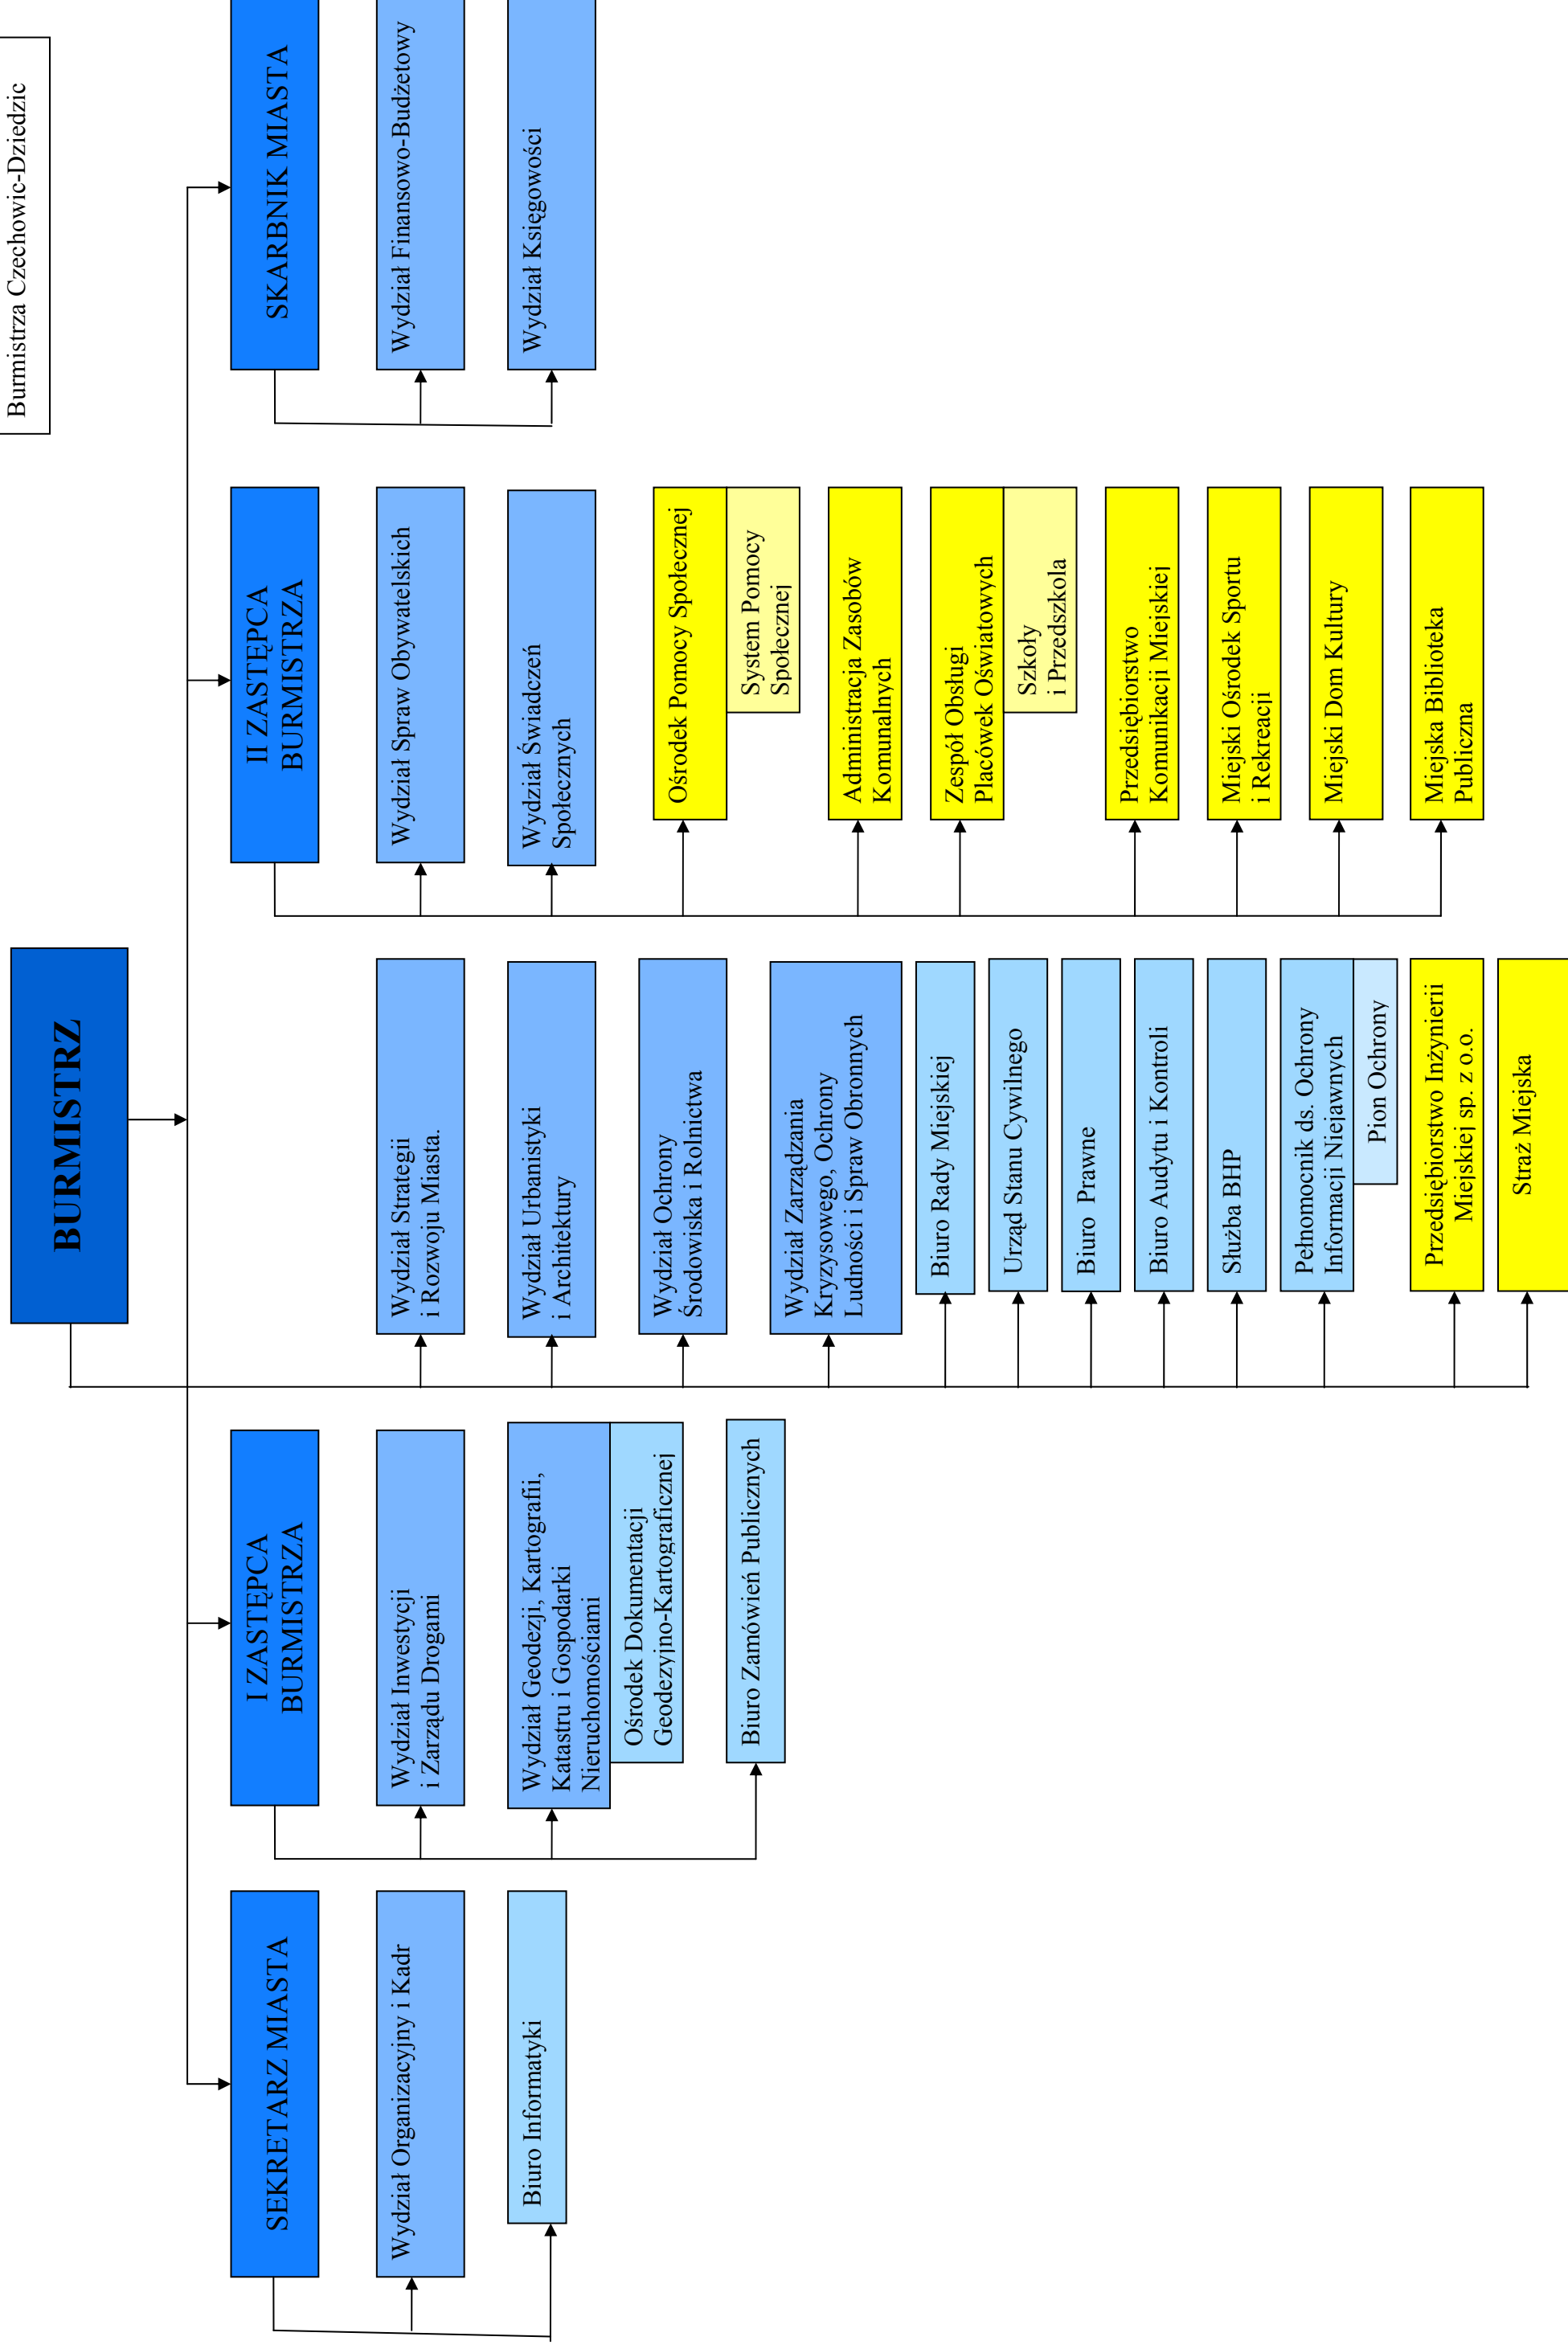 Burmistrza Czechowic-Dziedzic
BURMISTRZ
SEKRETARZ MIASTA
Wydział Organizacyjny i Kadr
Biuro Informatyki
I ZASTĘPCA
BURMISTRZA
Wydział Inwestycji
i Zarządu Drogami
Wydział Geodezji, Kartografii,
Katastru i Gospodarki
Nieruchomościami
Ośrodek Dokumentacji
Geodezyjno-Kartograficznej
Biuro Zamówień Publicznych
Wydział Strategii
i Rozwoju Miasta.
Wydział Urbanistyki
i Architektury
Wydział Ochrony
Środowiska i Rolnictwa
Wydział Zarządzania
Kryzysowego, Ochrony
Ludności i Spraw Obronnych
Biuro Rady Miejskiej
Urząd Stanu Cywilnego
Biuro Prawne
Biuro Audytu i Kontroli
Służba BHP
Pełnomocnik ds. Ochrony
Informacji Niejawnych
Pion Ochrony
Przedsiębiorstwo Inżynierii
Miejskiej sp. z o.o.
Straż Miejska
II ZASTĘPCA
BURMISTRZA
Wydział Spraw Obywatelskich
Wydział Świadczeń
Społecznych
Ośrodek Pomocy Społecznej
System Pomocy
Społecznej
Administracja Zasobów
Komunalnych
Zespół Obsługi
Placówek Oświatowych
Szkoły
i Przedszkola
Przedsiębiorstwo
Komunikacji Miejskiej
Miejski Ośrodek Sportu
i Rekreacji
Miejski Dom Kultury
Miejska Biblioteka
Publiczna
SKARBNIK MIASTA
Wydział Finansowo-Budżetowy
Wydział Księgowości